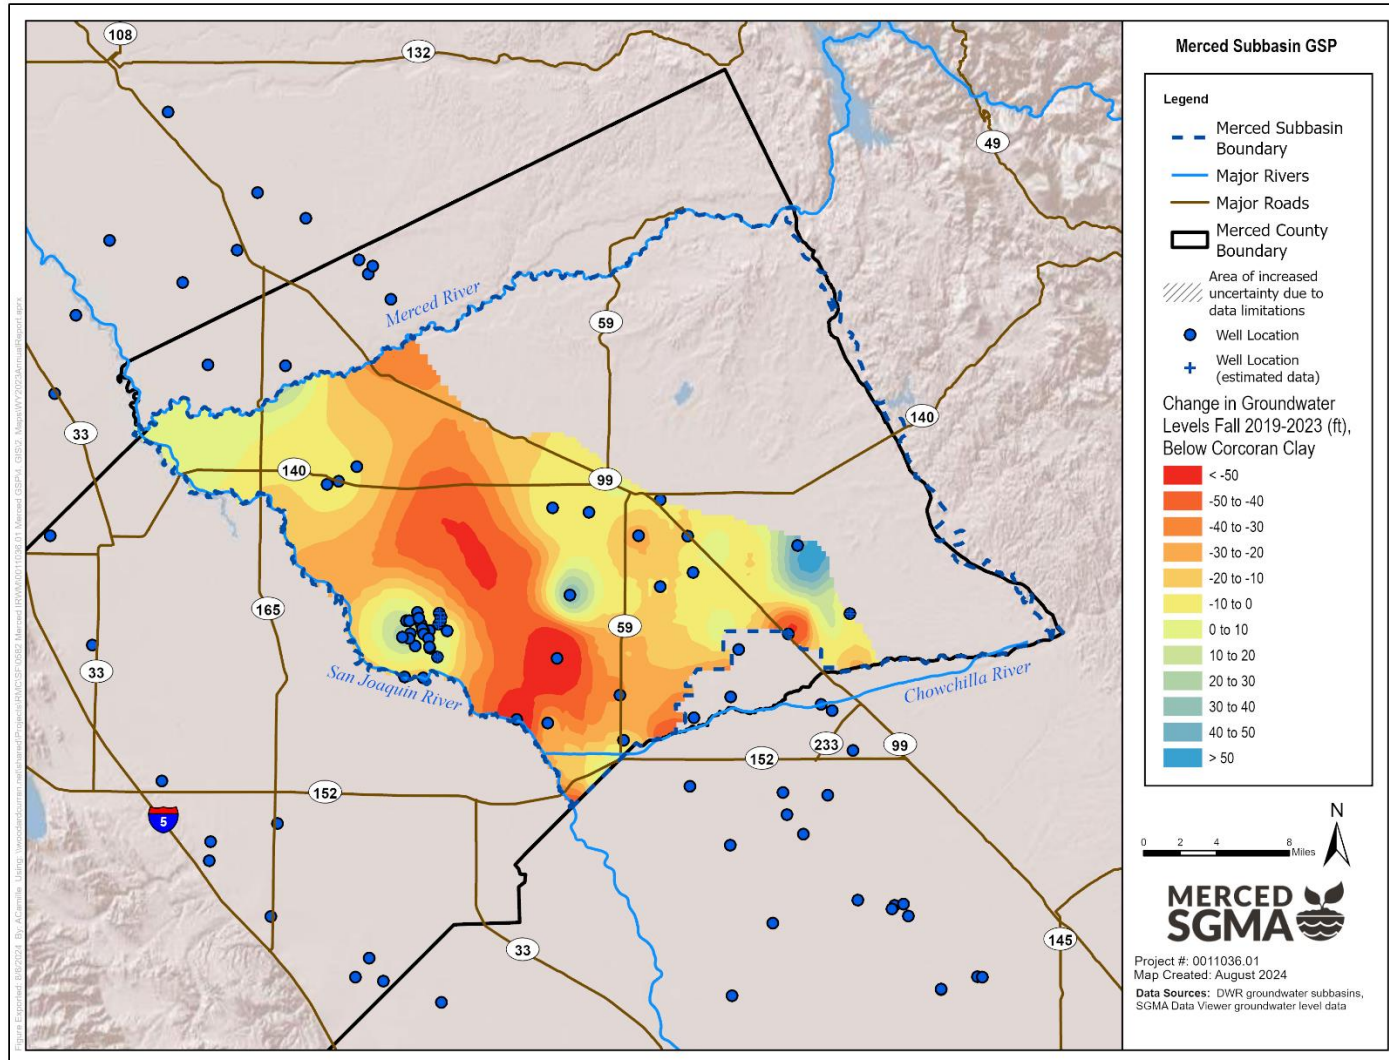 108
132
49
Merced River
59
33
140
140
99
165
59
33
San Joaquin River
Chowchilla River
233
99
152
152
5
33
145
Merced Subbasin GSP
Legend
Merced Subbasin
Boundary
Major Rivers
Major Roads
Merced County
Boundary
Area of increased
uncertainty due to
data limitations
Well Location
Well Location
(estimated data)
Change in Groundwater
Levels Fall 2019-2023 (ft),
Below Corcoran Clay
< -50
-50 to -40
-40 to -30
-30 to -20
-20 to -10
-10 to 0
0 to 10
10 to 20
20 to 30
30 to 40
40 to 50
> 50
N
0 2 4 8
Miles
MERCED
SGMA
Project #: 0011036.01
Map Created: August 2024
Data Sources: DWR groundwater subbasins,
SGMA Data Viewer groundwater level data